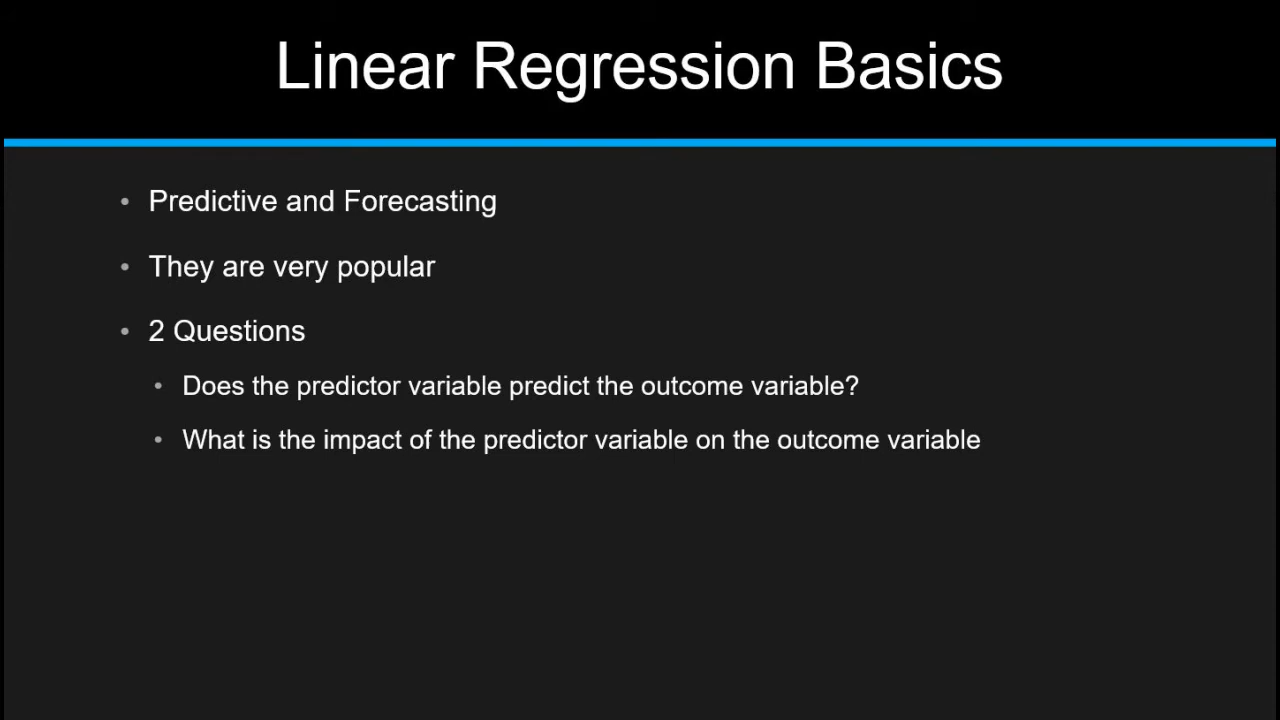 Linear Regression Basics
• Predictive and Forecasting
• They are very popular
• 2 Questions
• Does the predictor variable predict the outcome variable?
• What is the impact of the predictor variable on the outcome variable